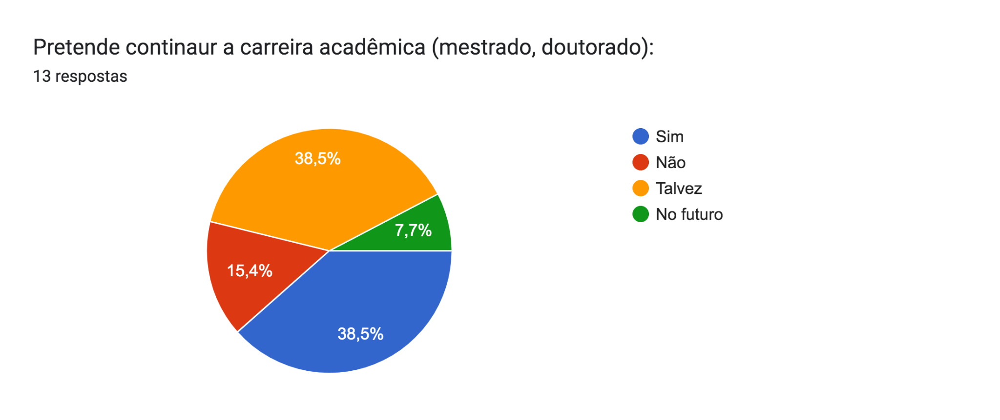 Pretende continaur a carreira acadêmica (mestrado, doutorado):
13 respostas
38,5%
7,7%
15,4%
38,5%
Sim
Não
Talvez
No futuro